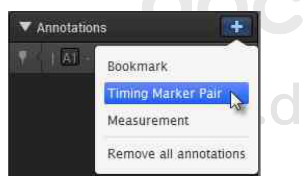 Annotations
A1
Bookmark
Timing Marker Pair
Measurement
Remove all annotations